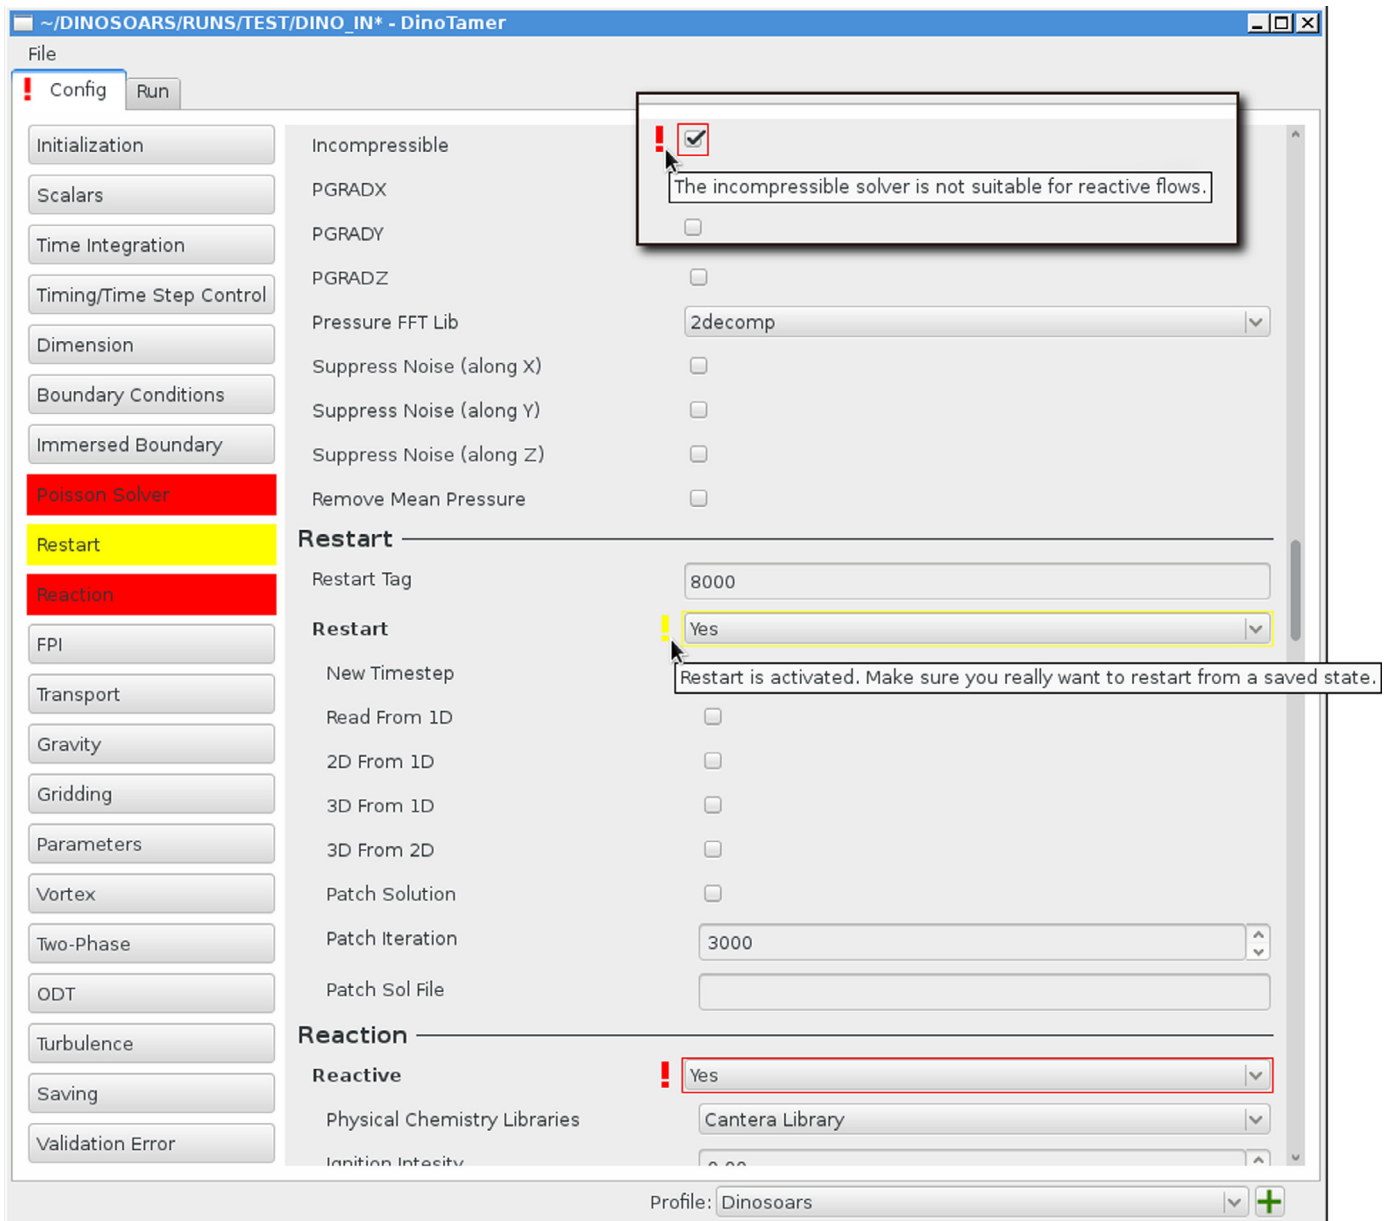 ~/DINOSOARS/RUNS/TEST/DINO_IN* - DinoTamer
File
! Config
Run
Initialization
Scalars
Time Integration
Timing/Time Step Control
Dimension
Boundary Conditions
Immersed Boundary
Poisson Solver
Restart
Reaction
FPI
Transport
Gravity
Gridding
Parameters
Vortex
Two-Phase
ODT
Turbulence
Saving
Validation Error
Incompressible !
The incompressible solver is not suitable for reactive flows.
PGRADX
PGRADY
PGRADZ
Pressure FFT Lib 2decomp
Suppress Noise (along X)
Suppress Noise (along Y)
Suppress Noise (along Z)
Remove Mean Pressure
Restart
Restart Tag 8000
Restart ! Yes
Restart is activated. Make sure you really want to restart from a saved state.
New Timestep
Read From 1D
2D From 1D
3D From 1D
3D From 2D
Patch Solution
Patch Iteration 3000
Patch Sol File
Reaction
Reactive ! Yes
Physical Chemistry Libraries Cantera Library
Ignition Intesity 0.00
Profile: Dinosoars